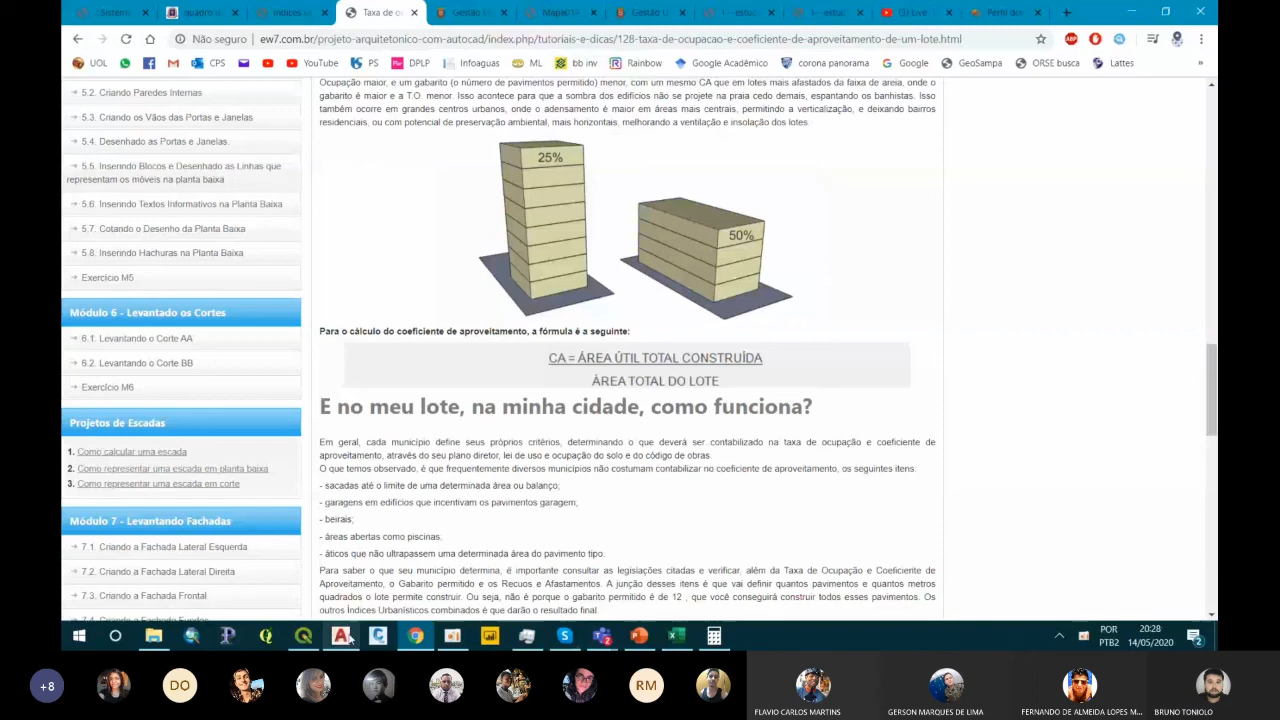 Sistem
quadro
índices
Taxa de o
Gestão
Mapa01
Gestão U
(1) Live
Perfil do
Não seguro | ew7.com.br/projeto-arquitetonico-com-autocad/index.php/tutoriais-e-dicas/128-taxa-de-ocupacao-e-coeficiente-de-aproveitamento-de-um-lote.html
UOL CPS YouTube PS DPLP Infoaguas ML bb inv Rainbow Google Acadêmico corona panorama Google GeoSampa ORSE busca Lattes »
5.2. Criando Paredes Internas
5.3. Criando os Vãos das Portas e Janelas
5.4. Desenhado as Portas e Janelas.
5.5. Inserindo Blocos e Desenhado as Linhas que
representam os móveis na planta baixa
5.6. Inserindo Textos Informativos na Planta Baixa
5.7. Cotando o Desenho da Planta Baixa
5.8. Inserindo Hachuras na Planta Baixa
Exercício M5
Módulo 6 - Levantado os Cortes
6.1. Levantando o Corte AA
6.2. Levantando o Corte BB
Exercício M6
Projetos de Escadas
1. Como calcular uma escada
2. Como representar uma escada em planta baixa
3. Como representar uma escada em corte
Módulo 7 - Levantando Fachadas
7.1. Criando a Fachada Lateral Esquerda
7.2. Criando a Fachada Lateral Direita
7.3. Criando a Fachada Frontal
Ocupação maior, e um gabarito (o número de pavimentos permitido) menor, com um mesmo CA que em lotes mais afastados da faixa de areia, onde o
gabarito é maior e a T.O. menor. Isso acontece para que a sombra dos edifícios não se projete na praia cedo demais, espantando os banhistas. Isso
também ocorre em grandes centros urbanos, onde o adensamento é maior em áreas mais centrais, permitindo a verticalização, e deixando bairros
residenciais, ou com potencial de preservação ambiental, mais horizontais, melhorando a ventilação e insolação dos lotes.
25%
50%
Para o cálculo do coeficiente de aproveitamento, a fórmula é a seguinte:
CA = ÁREA ÚTIL TOTAL CONSTRUÍDA
ÁREA TOTAL DO LOTE
E no meu lote, na minha cidade, como funciona?
Em geral, cada município define seus próprios critérios, determinando o que deverá ser contabilizado na taxa de ocupação e coeficiente de
aproveitamento, através do seu plano diretor, lei de uso e ocupação do solo e do código de obras.
O que temos observado, é que frequentemente diversos municípios não costumam contabilizar no coeficiente de aproveitamento, os seguintes itens.
- sacadas até o limite de uma determinada área ou balanço;
- garagens em edifícios que incentivam os pavimentos garagem;
- beirais;
- áreas abertas como piscinas.
- áticos que não ultrapassem uma determinada área do pavimento tipo.
Para saber o que seu município determina, é importante consultar as legislações citadas e verificar, além da Taxa de Ocupação e Coeficiente de
Aproveitamento, o Gabarito permitido e os Recuos e Afastamentos. A junção desses itens é que vai definir quantos pavimentos e quantos metros
quadrados o lote permite construir. Ou seja, não é porque o gabarito permitido é de 12 , que você conseguirá construir todos esses pavimentos. Os
outros Índices Urbanísticos combinados é que darão o resultado final.
POR
PTB2
20:28
14/05/2020
2
+8
DO
RM
FLAVIO CARLOS MARTINS
GERSON MARQUES DE LIMA
FERNANDO DE ALMEIDA LOPES M...
BRUNO TONIOLO